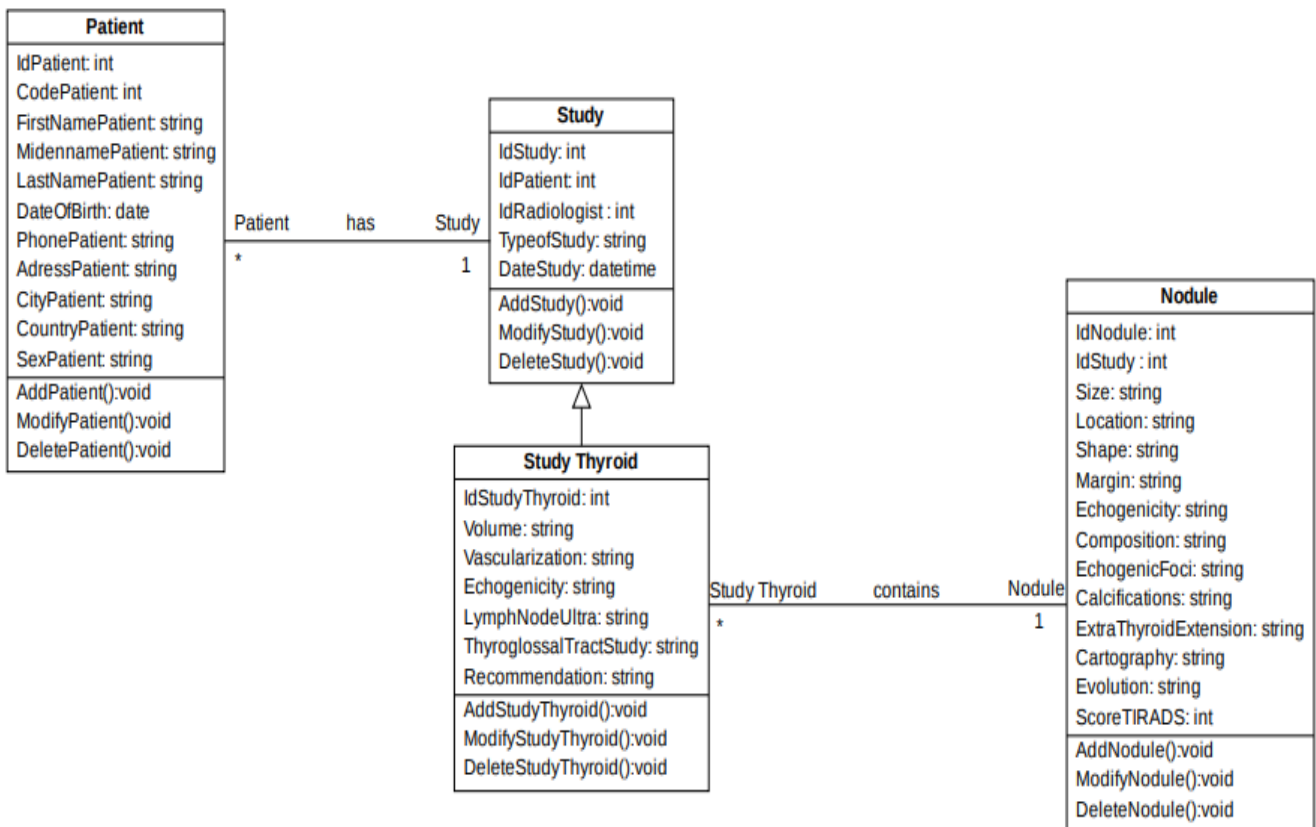 Patient
IdPatient: int
CodePatient: int
FirstNamePatient: string
MidennamePatient: string
LastNamePatient: string
DateOfBirth: date
PhonePatient: string
AdressPatient: string
CityPatient: string
CountryPatient: string
SexPatient: string
AddPatient():void
ModifyPatient():void
DeletePatient():void
Patient has Study
* 1
Study
IdStudy: int
IdPatient: int
IdRadiologist : int
TypeofStudy: string
DateStudy: datetime
AddStudy():void
ModifyStudy():void
DeleteStudy():void
Study Thyroid
IdStudyThyroid: int
Volume: string
Vascularization: string
Echogenicity: string
LymphNodeUltra: string
ThyroglossalTractStudy: string
Recommendation: string
AddStudyThyroid():void
ModifyStudyThyroid():void
DeleteStudyThyroid():void
Study Thyroid contains Nodule
* 1
Nodule
IdNodule: int
IdStudy : int
Size: string
Location: string
Shape: string
Margin: string
Echogenicity: string
Composition: string
EchogenicFoci: string
Calcifications: string
ExtraThyroidExtension: string
Cartography: string
Evolution: string
ScoreTIRADS: int
AddNodule():void
ModifyNodule():void
DeleteNodule():void